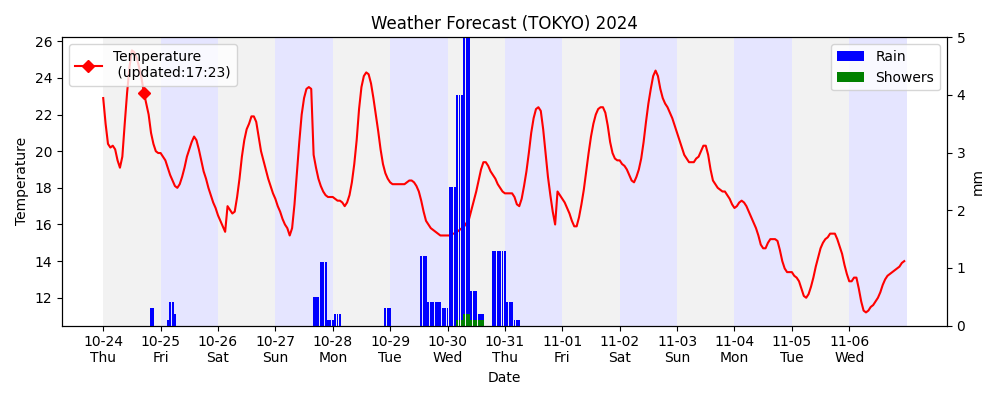 Weather Forecast (TOKYO) 2024
Temperature
(updated:17:23)
Rain
Showers
Temperature
26
24
22
20
18
16
14
12
5
4
3
2
1
0
mm
10-24 10-25 10-26 10-27 10-28 10-29 10-30 10-31 11-01 11-02 11-03 11-04 11-05 11-06
Thu Fri Sat Sun Mon Tue Wed Thu Fri Sat Sun Mon Tue Wed
Date